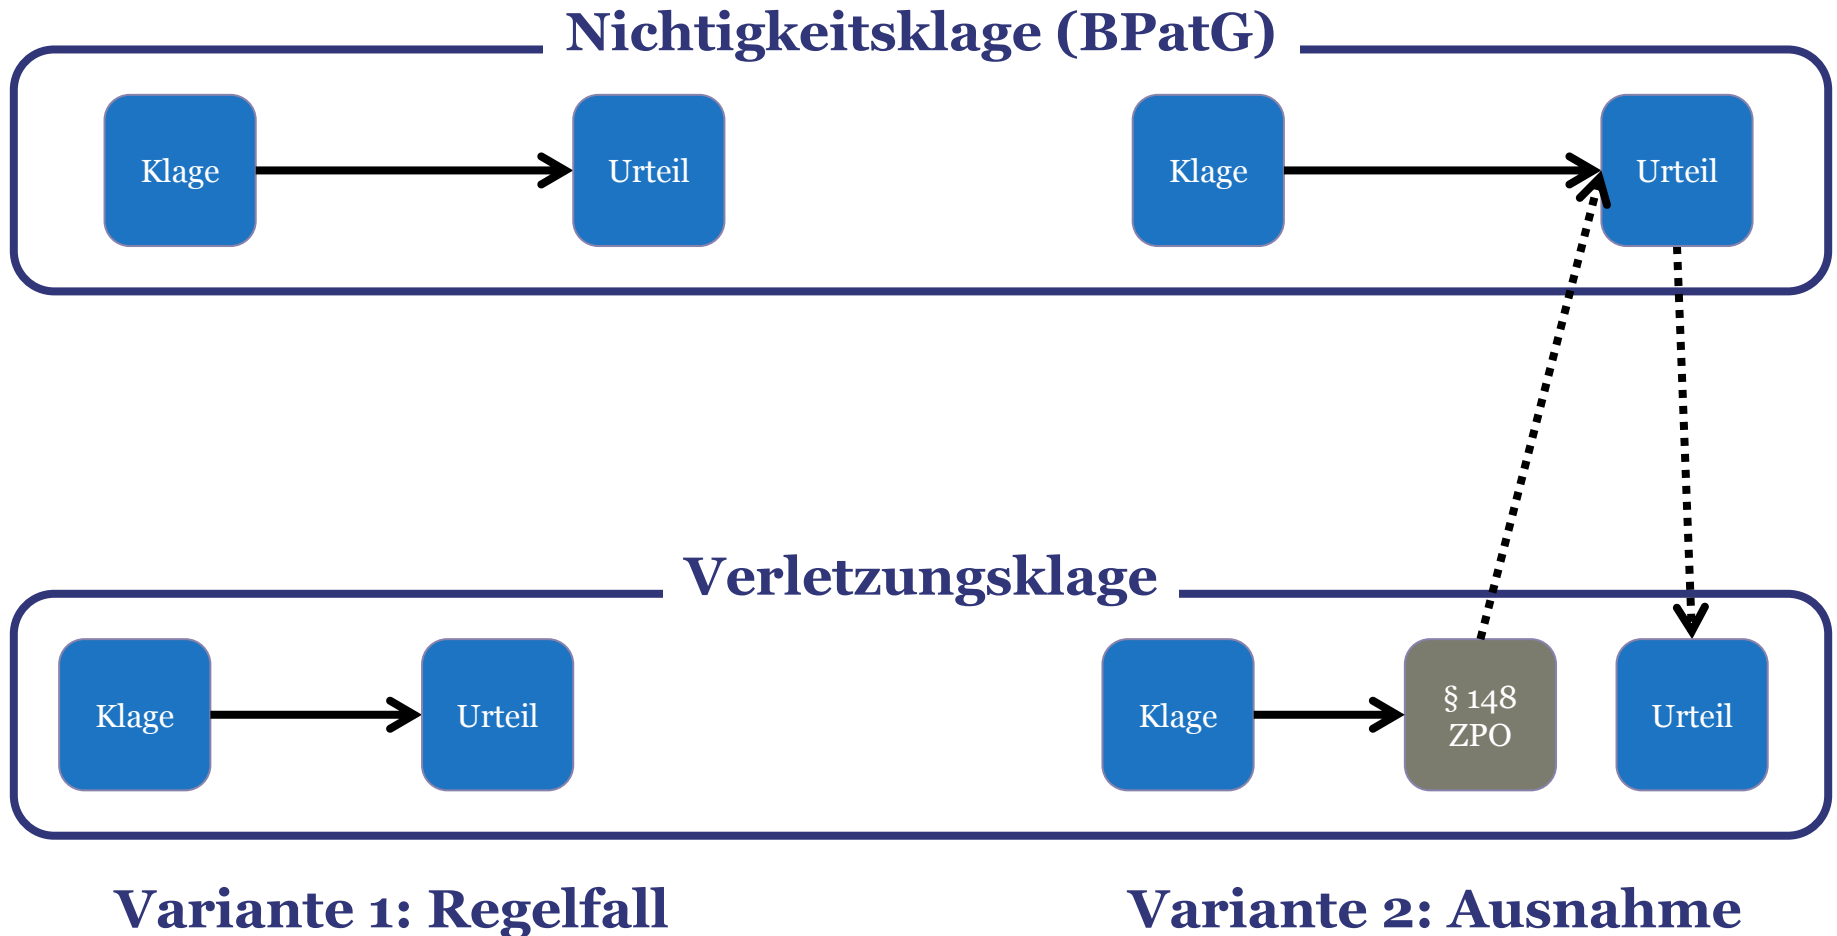 Nichtigkeitsklage (BPatG)
Klage
Urteil
Klage
Urteil
Verletzungsklage
Klage
Urteil
Klage
§ 148
ZPO
Urteil
Variante 1: Regelfall
Variante 2: Ausnahme